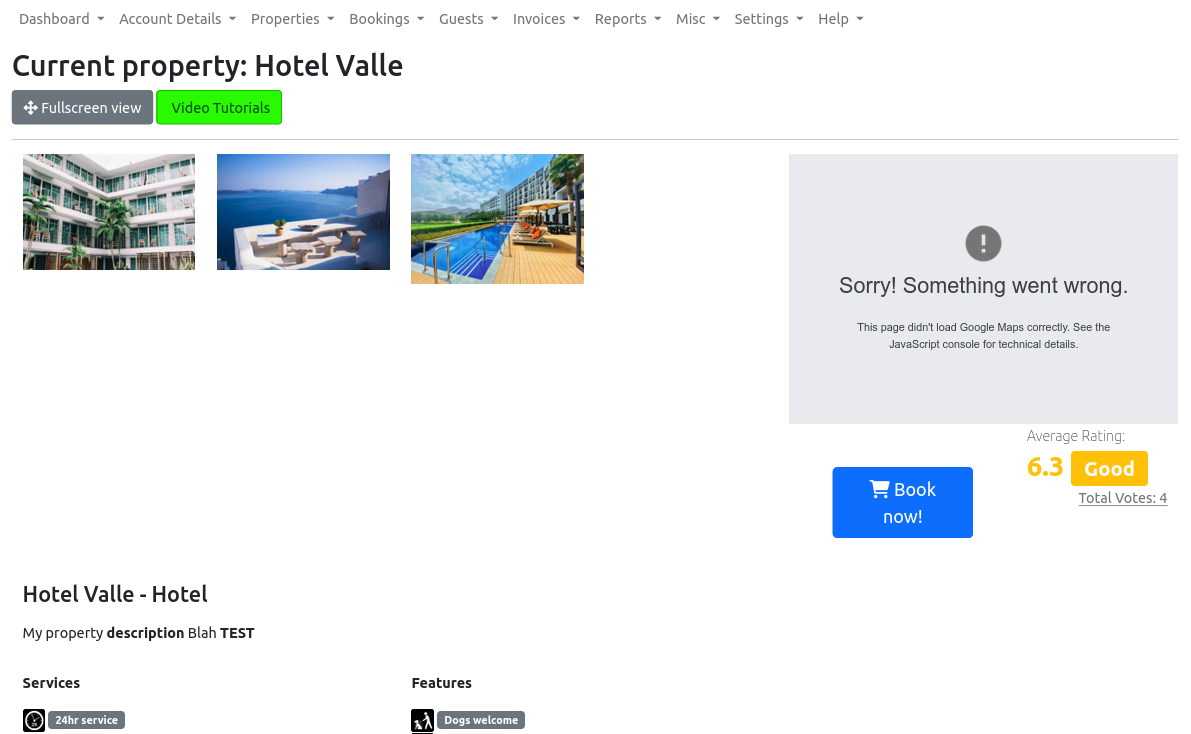 Dashboard Account Details Properties Bookings Guests Invoices Reports Misc Settings Help
Current property: Hotel Valle
Fullscreen view Video Tutorials
Sorry! Something went wrong.
This page didn't load Google Maps correctly. See the
JavaScript console for technical details.
Average Rating:
6.3 Good
Total Votes: 4
Book
now!
Hotel Valle - Hotel
My property description Blah TEST
Services Features
24hr service Dogs welcome